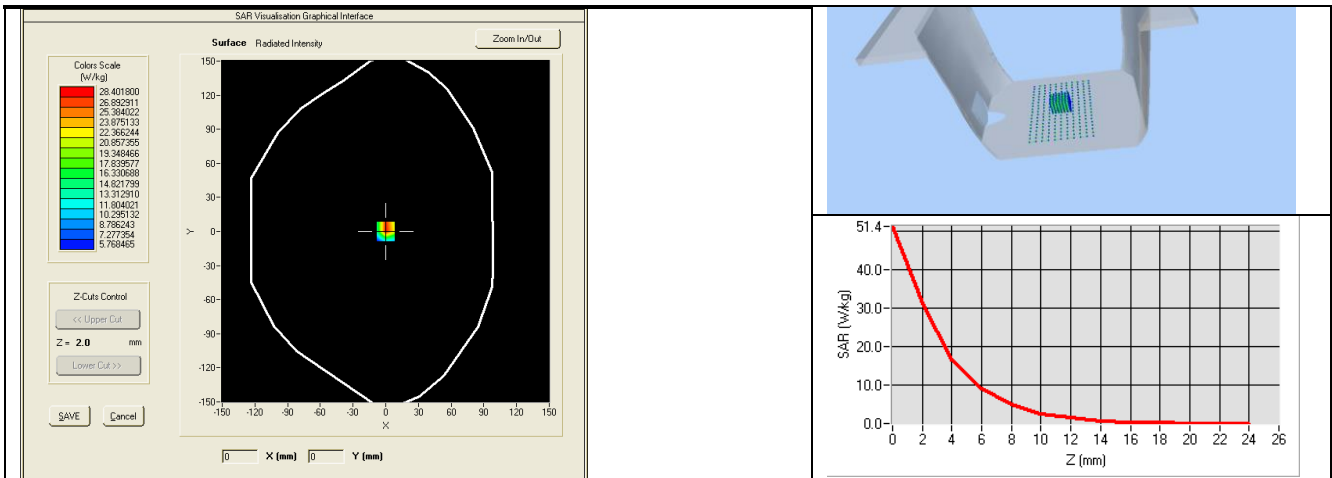 SAR Visualisation Graphical Interface
Surface Radiated Intensity
Zoom In/Out
Colors Scale
(W/kg)
28.401800
26.892911
25.384022
23.875133
22.366244
20.857355
19.348466
17.839577
16.330688
14.821799
13.312910
11.804021
10.295132
8.786243
7.277354
5.768465
Z-Cuts Control
<< Upper Cut
Z = 2.0 mm
Lower Cut >>
SAVE Cancel
150
120
90
60
30
0
-30
-60
-90
-120
-150
Y
-150 -120 -90 -60 -30 0 30 60 90 120 150
X
0 X (mm) 0 Y (mm)
51.4
40.0
30.0
20.0
10.0
0.0
SAR (W/kg)
0 2 4 6 8 10 12 14 16 18 20 22 24 26
Z (mm)